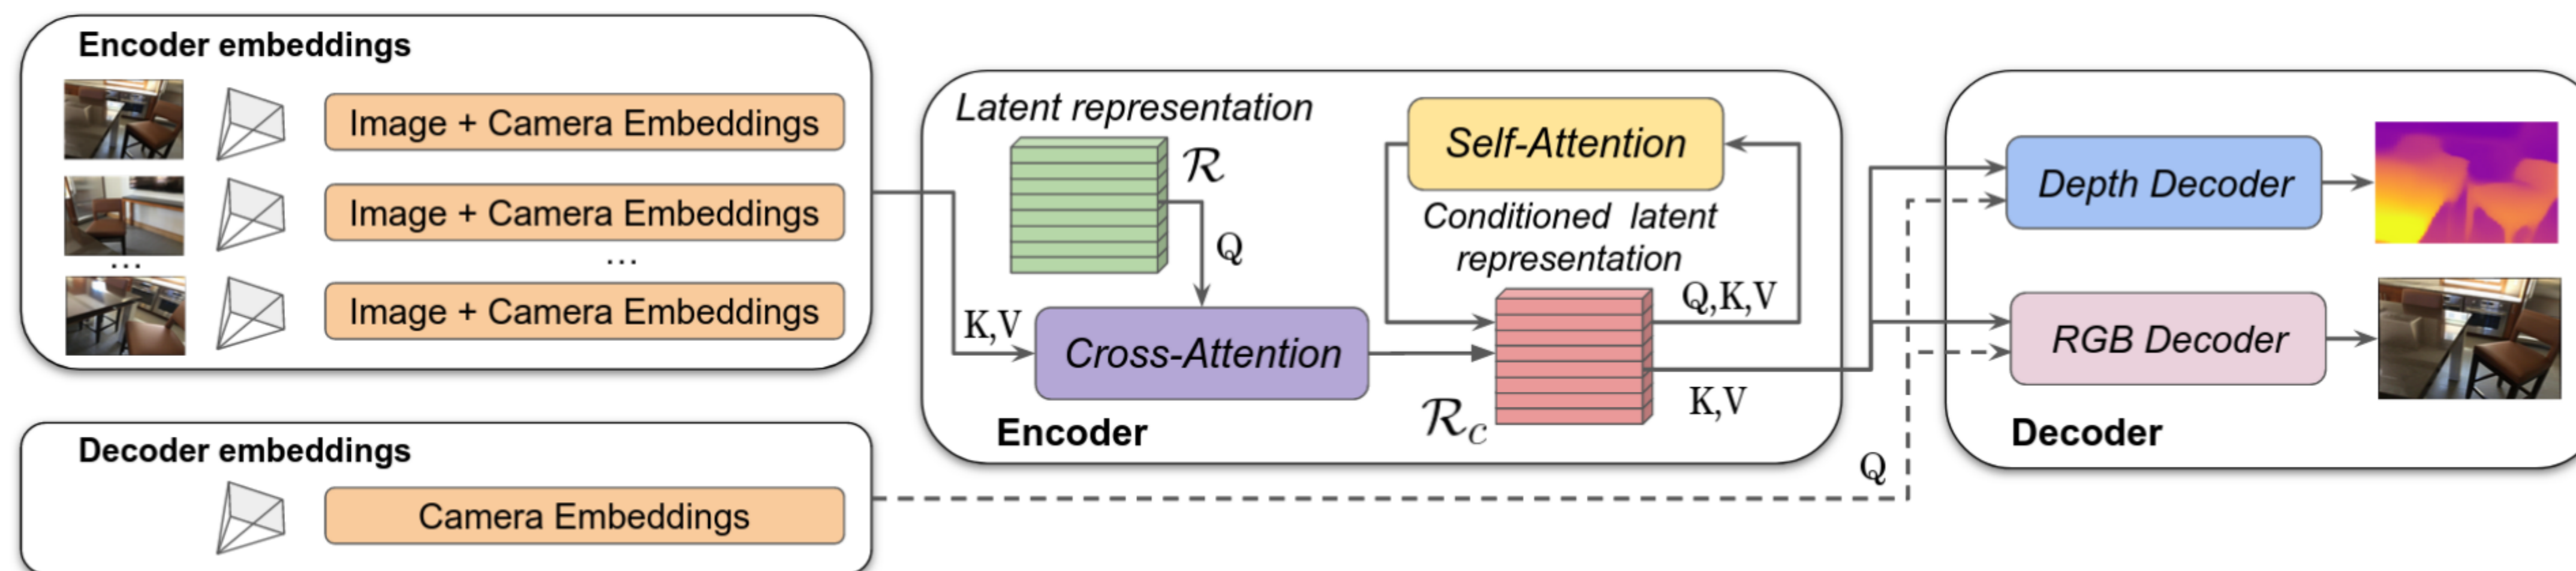 Encoder embeddings
Image + Camera Embeddings
Image + Camera Embeddings
...
...
Image + Camera Embeddings
Decoder embeddings
Camera Embeddings
Latent representation
ℛ
Q
K,V
Cross-Attention
Encoder
Self-Attention
Conditioned latent
representation
Q,K,V
ℛc
K,V
Q
Depth Decoder
RGB Decoder
Decoder